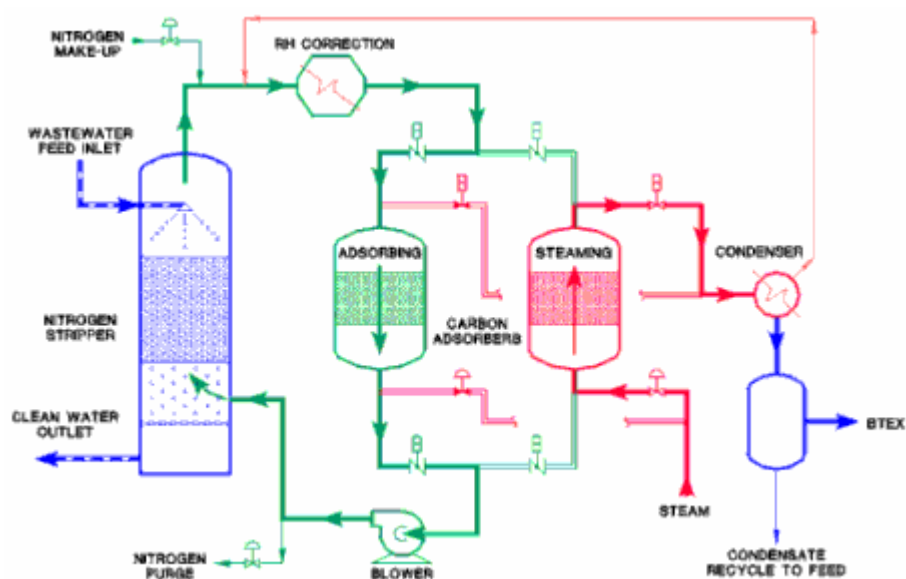 NITROGEN
MAKE-UP
RH CORRECTION
WASTEWATER
FEED INLET
ADSORBING
STEAMING
CONDENSER
NITROGEN
STRIPPER
CARBON
ADSORBERS
CLEAN WATER
OUTLET
BTEX
STEAM
NITROGEN
PURGE
BLOWER
CONDENSATE
RECYCLE TO FEED